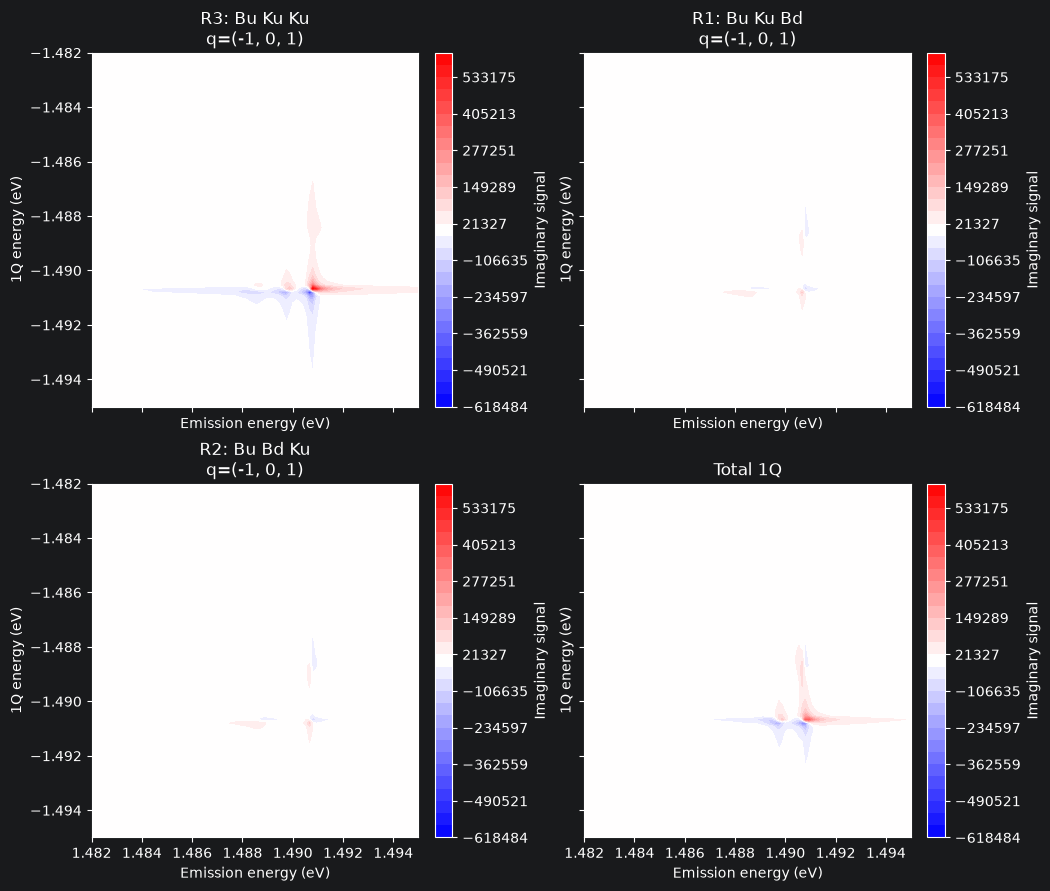 R3: Bu Ku Ku
q=(-1, 0, 1)
−1.482
−1.484
−1.486
−1.488
−1.490
−1.492
−1.494
1Q energy (eV)
Emission energy (eV)
533175
405213
277251
149289
21327
−106635
−234597
−362559
−490521
−618484
Imaginary signal
R1: Bu Ku Bd
q=(-1, 0, 1)
1Q energy (eV)
Emission energy (eV)
533175
405213
277251
149289
21327
−106635
−234597
−362559
−490521
−618484
Imaginary signal
R2: Bu Bd Ku
q=(-1, 0, 1)
−1.482
−1.484
−1.486
−1.488
−1.490
−1.492
−1.494
1Q energy (eV)
1.482 1.484 1.486 1.488 1.490 1.492 1.494
Emission energy (eV)
533175
405213
277251
149289
21327
−106635
−234597
−362559
−490521
−618484
Imaginary signal
Total 1Q
1Q energy (eV)
1.482 1.484 1.486 1.488 1.490 1.492 1.494
Emission energy (eV)
533175
405213
277251
149289
21327
−106635
−234597
−362559
−490521
−618484
Imaginary signal